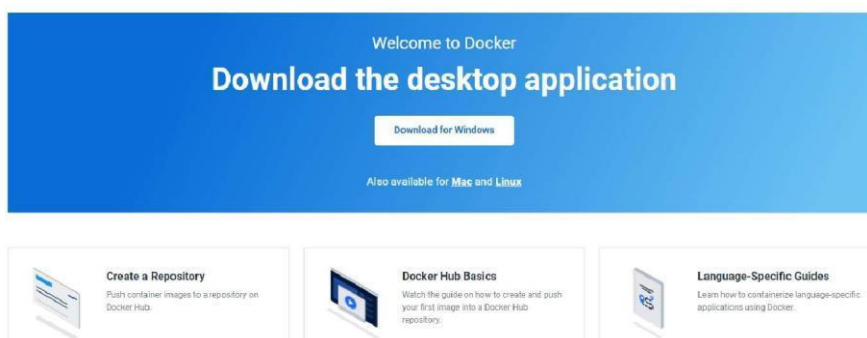 Welcome to Docker
Download the desktop application
Download for Windows
Also available for Mac and Linux
Create a Repository
Push container images to a repository on
Docker Hub.
Docker Hub Basics
Watch the guide on how to create and push
your first image into a Docker Hub
repository.
Language-Specific Guides
Learn how to containerize language-specific
applications using Docker.